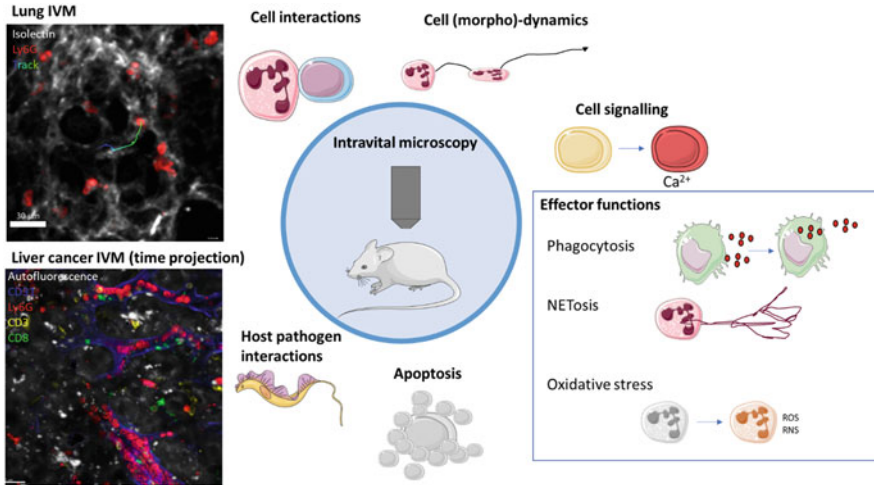 Lung IVM
Isolectin
Ly6G
Track
30 µm
Cell interactions
Cell (morpho)-dynamics
Cell signalling
Ca2+
Intravital microscopy
Effector functions
Phagocytosis
NETosis
Oxidative stress
ROS
RNS
Liver cancer IVM (time projection)
Autofluorescence
CD31
Ly6G
CD3
CD8
Host pathogen
interactions
Apoptosis